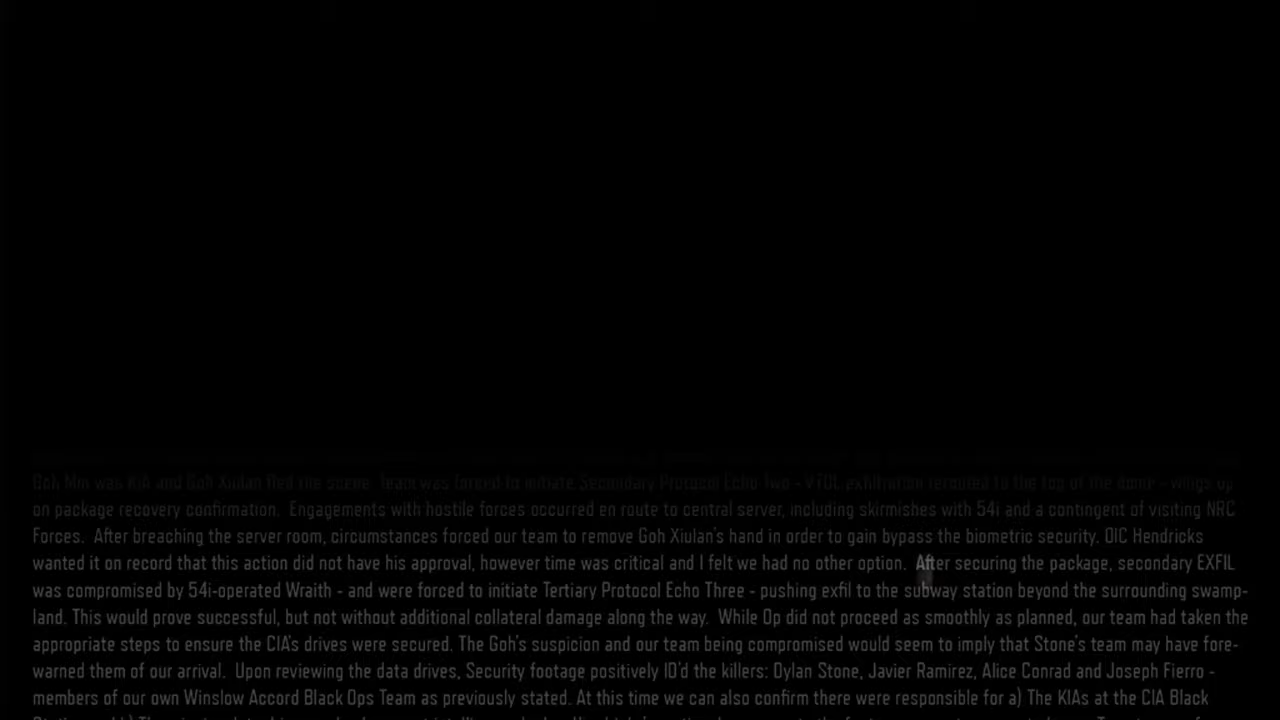 Goh Min was KIA and Goh Xiulan fled the scene. Team was forced to initiate Secondary Protocol Echo Two - VTOL exfiltration rerouted to the top of the dome - wings up
on package recovery confirmation.  Engagements with hostile forces occurred en route to central server, including skirmishes with 54i and a contingent of visiting NRC
Forces.  After breaching the server room, circumstances forced our team to remove Goh Xiulan's hand in order to gain bypass the biometric security. OIC Hendricks
wanted it on record that this action did not have his approval, however time was critical and I felt we had no other option.  After securing the package, secondary EXFIL
was compromised by 54i-operated Wraith - and were forced to initiate Tertiary Protocol Echo Three - pushing exfil to the subway station beyond the surrounding swamp-
land. This would prove successful, but not without additional collateral damage along the way.  While Op did not proceed as smoothly as planned, our team had taken the
appropriate steps to ensure the CIA's drives were secured. The Goh's suspicion and our team being compromised would seem to imply that Stone's team may have fore-
warned them of our arrival.  Upon reviewing the data drives, Security footage positively ID'd the killers: Dylan Stone, Javier Ramirez, Alice Conrad and Joseph Fierro -
members of our own Winslow Accord Black Ops Team as previously stated. At this time we can also confirm there were responsible for a) The KIAs at the CIA Black